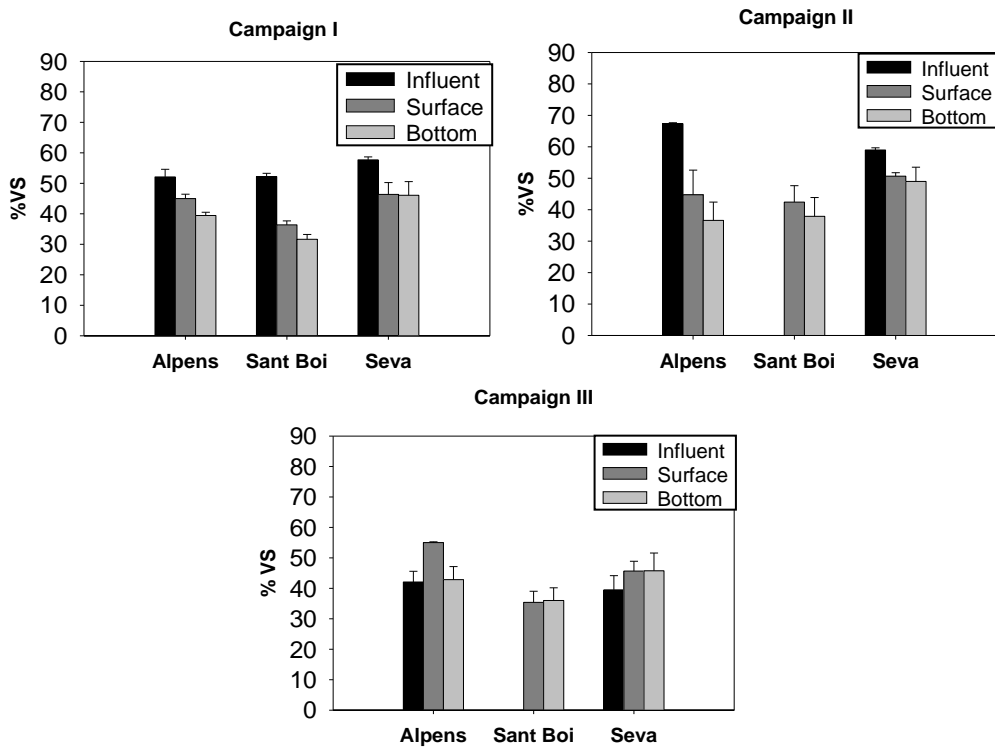 Campaign I
90
80
70
60
50
40
30
20
10
0
%VS
Influent
Surface
Bottom
Alpens Sant Boi Seva
Campaign II
90
80
70
60
50
40
30
20
10
0
Influent
Surface
Bottom
Alpens Sant Boi Seva
Campaign III
90
80
70
60
50
40
30
20
10
0
% VS
Influent
Surface
Bottom
Alpens Sant Boi Seva